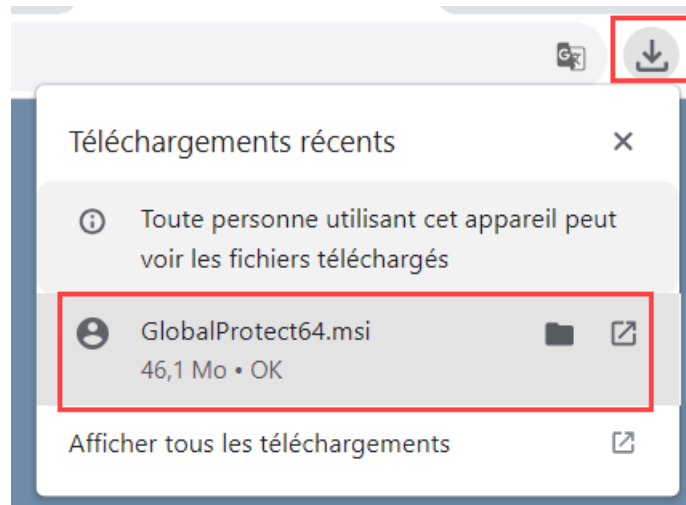 Téléchargements récents
Toute personne utilisant cet appareil peut
voir les fichiers téléchargés
GlobalProtect64.msi
46,1 Mo • OK
Afficher tous les téléchargements